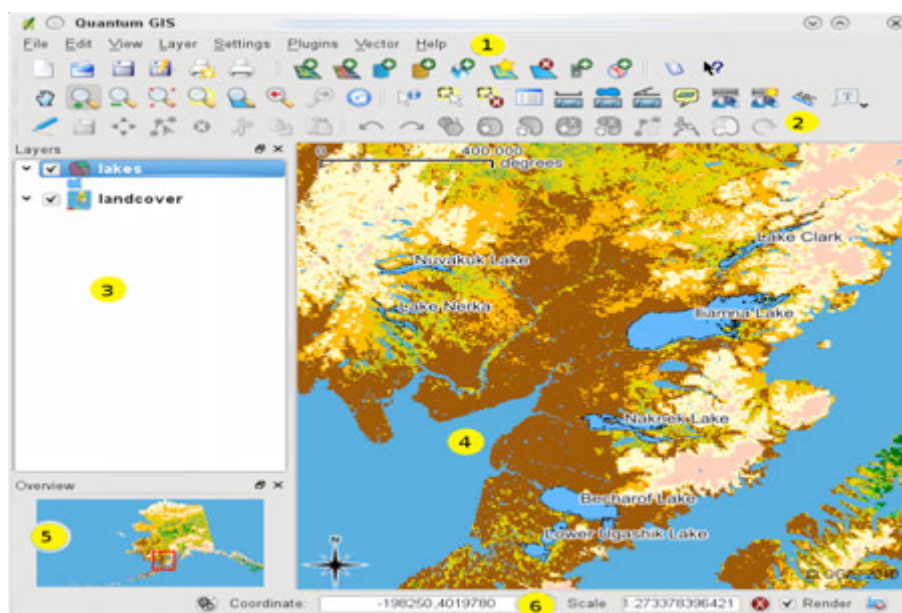 Quantum GIS
File Edit View Layer Settings Plugins Vector Help 1
ABC T
2
Layers
lakes
landcover
3
0 400,000
degrees
Lake Clark
Nuvakuk Lake
Lake Nerka
Iliamna Lake
Naknek Lake
4
Becharof Lake
Lower Ugashik Lake
N
Overview
5
Coordinate: -198250,4019780 6 Scale 1:273378396421 Render